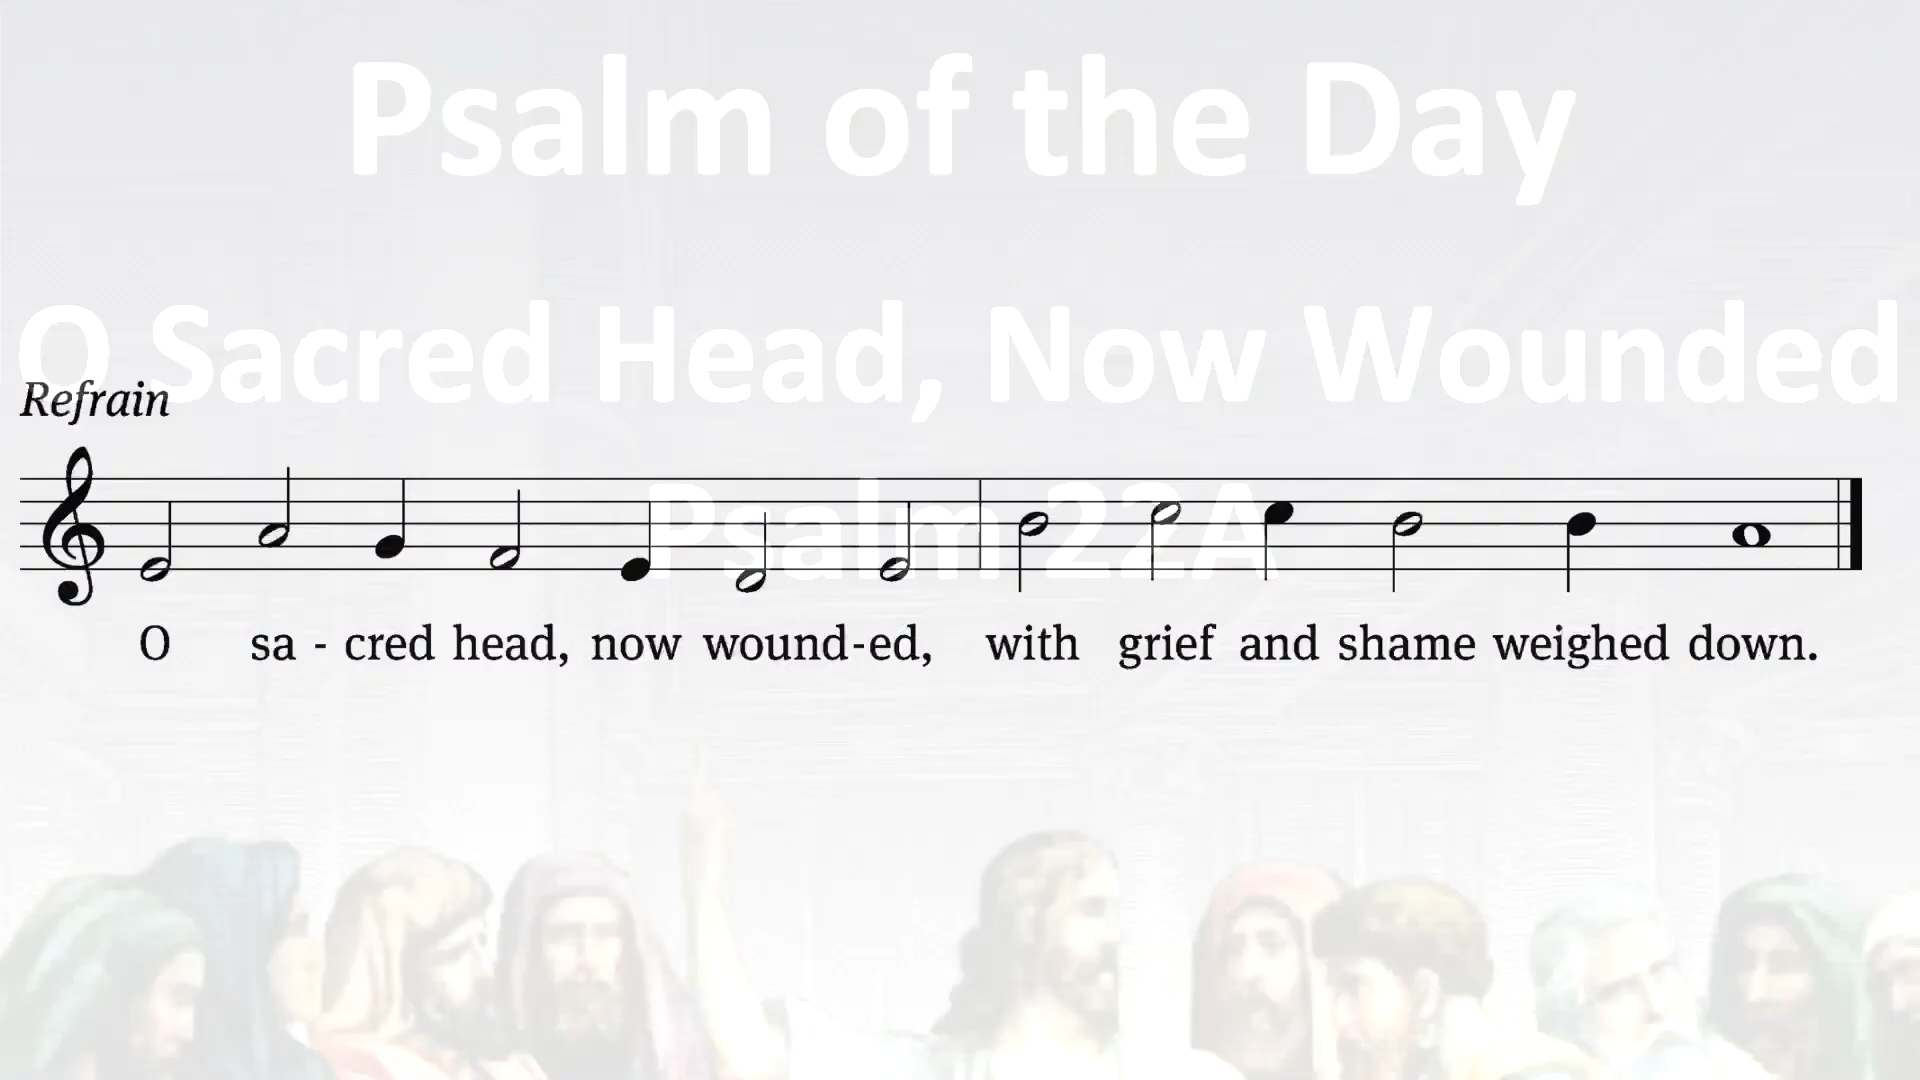 Psalm of the Day
O Sacred Head, Now Wounded
Refrain
Psalm 22A
O sa - cred head, now wound-ed, with grief and shame weighed down.